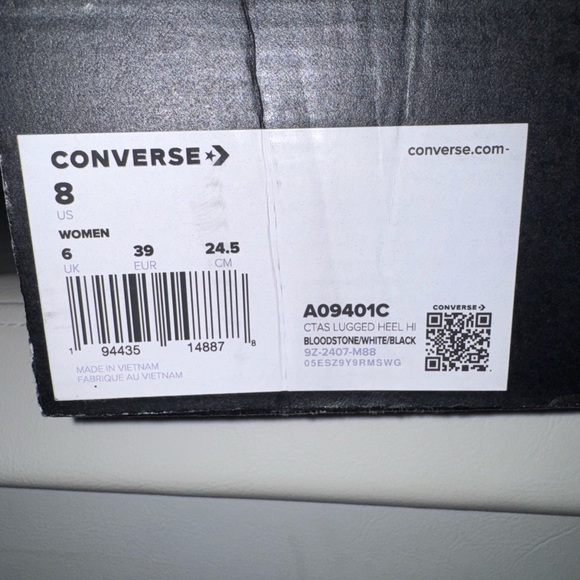 CONVERSE
converse.com-
8
US
WOMEN
6 39 24.5
UK EUR CM
1 94435 14887 8
MADE IN VIETNAM
FABRIQUE AU VIETNAM
A09401C
CTAS LUGGED HEEL HI
BLOODSTONE/WHITE/BLACK
9Z-2407-M88
05ESZ9Y9RMSWG
CONVERSE